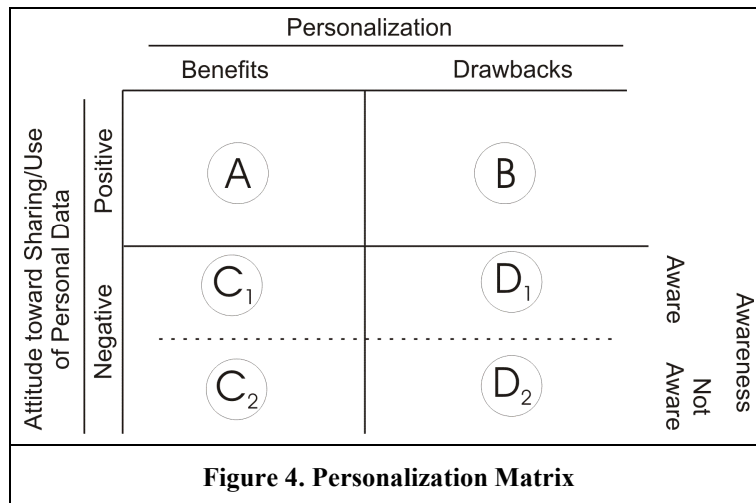 Personalization
Benefits Drawbacks
Attitude toward Sharing/Use
of Personal Data
Positive
Negative
A B
C₁ D₁
C₂ D₂
Aware
Not
Aware
Awareness
Figure 4. Personalization Matrix